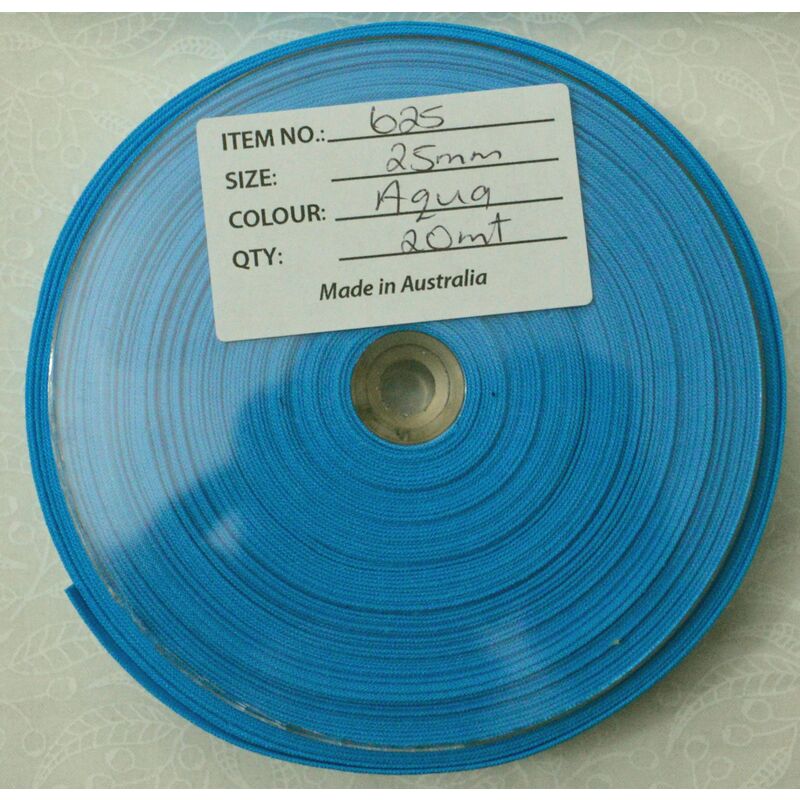 ITEM NO.: 625
SIZE: 25mm
COLOUR: Aqua
QTY: 20mt
Made in Australia